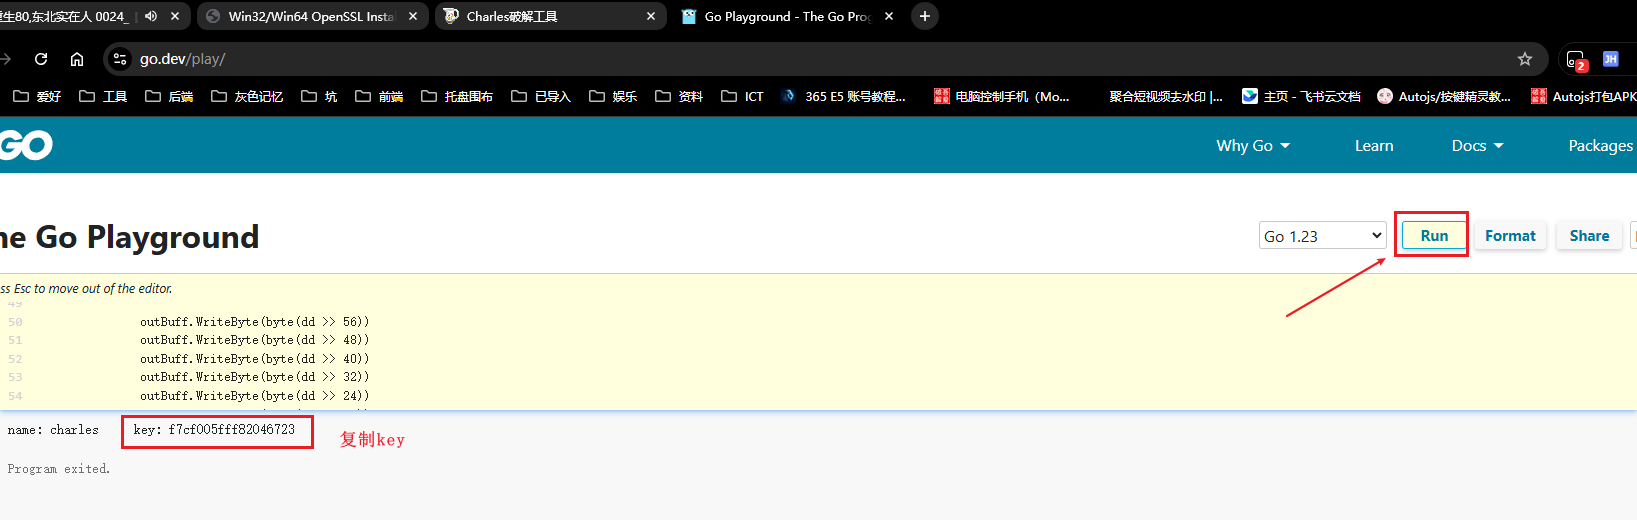 重生80,东北实在人 0024_
Win32/Win64 OpenSSL Insta
Charles破解工具
Go Playground - The Go Pro
go.dev/play/
2
JH
爱好 工具 后端 灰色记忆 坑 前端 托盘围布 已导入 娱乐 资料 ICT 365 E5 账号教程... 电脑控制手机（Mo... 聚合短视频去水印 |... 主页 - 飞书云文档 Autojs/按键精灵教... Autojs打包APK
GO
Why Go Learn Docs Packages
he Go Playground
Go 1.23 Run Format Share
ss Esc to move out of the editor.
49
50 outBuff.WriteByte(byte(dd >> 56))
51 outBuff.WriteByte(byte(dd >> 48))
52 outBuff.WriteByte(byte(dd >> 40))
53 outBuff.WriteByte(byte(dd >> 32))
54 outBuff.WriteByte(byte(dd >> 24))
name: charles key: f7cf005fff82046723 复制key
Program exited.